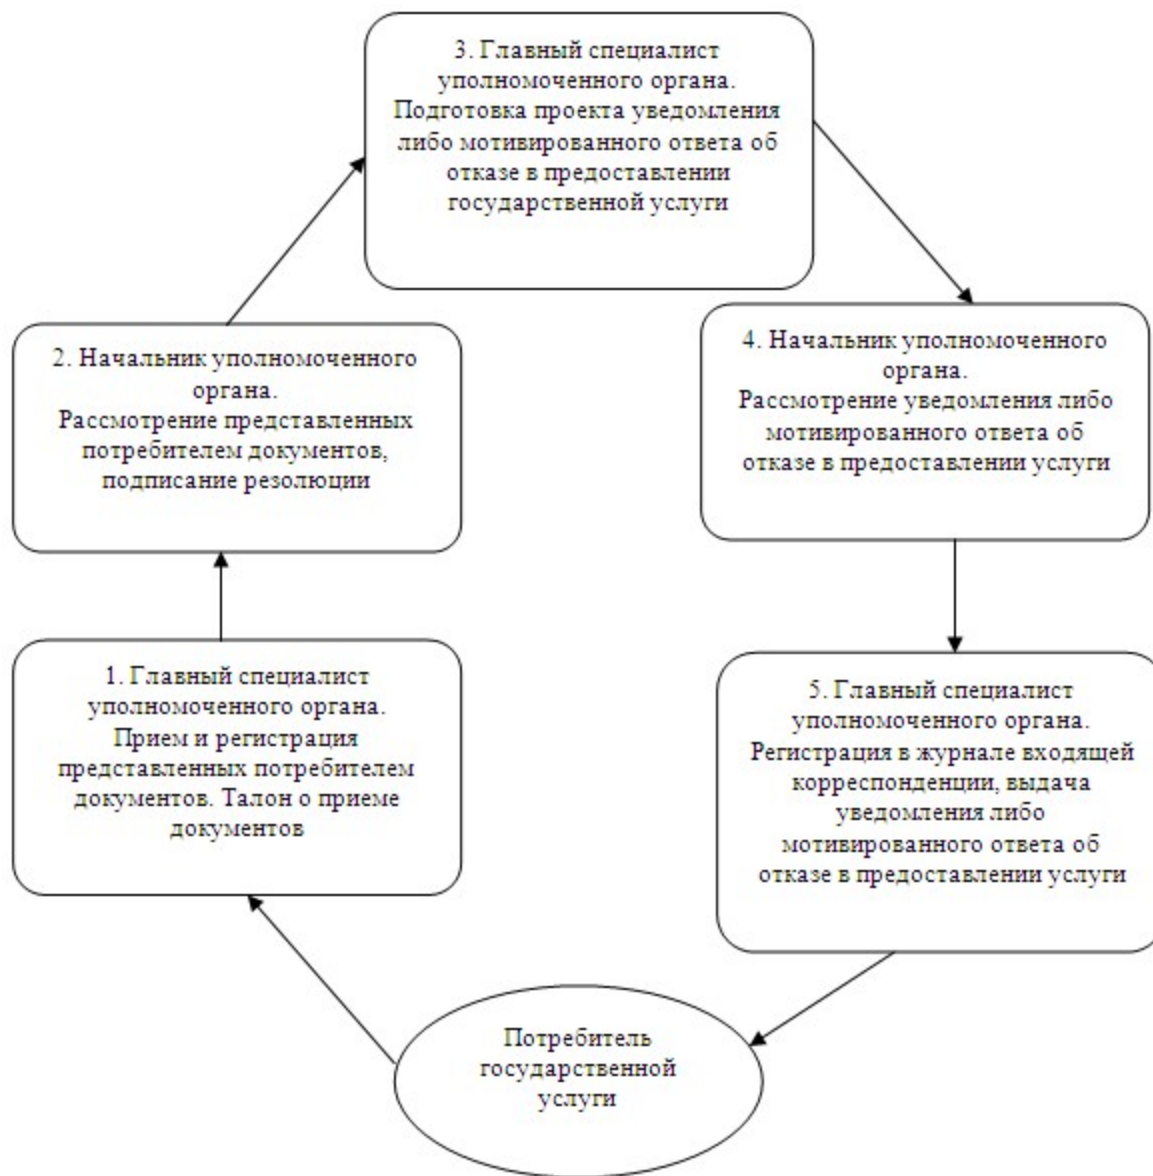 3. Главный специалист
уполномоченного органа.
Подготовка проекта уведомления
либо мотивированного ответа об
отказе в предоставлении
государственной услуги
2. Начальник уполномоченного
органа.
Рассмотрение представленных
потребителем документов,
подписание резолюции
4. Начальник уполномоченного
органа.
Рассмотрение уведомления либо
мотивированного ответа об
отказе в предоставлении услуги
1. Главный специалист
уполномоченного органа.
Прием и регистрация
представленных потребителем
документов. Талон о приеме
документов
5. Главный специалист
уполномоченного органа.
Регистрация в журнале входящей
корреспонденции, выдача
уведомления либо
мотивированного ответа об
отказе в предоставлении услуги
Потребитель
государственной
услуги